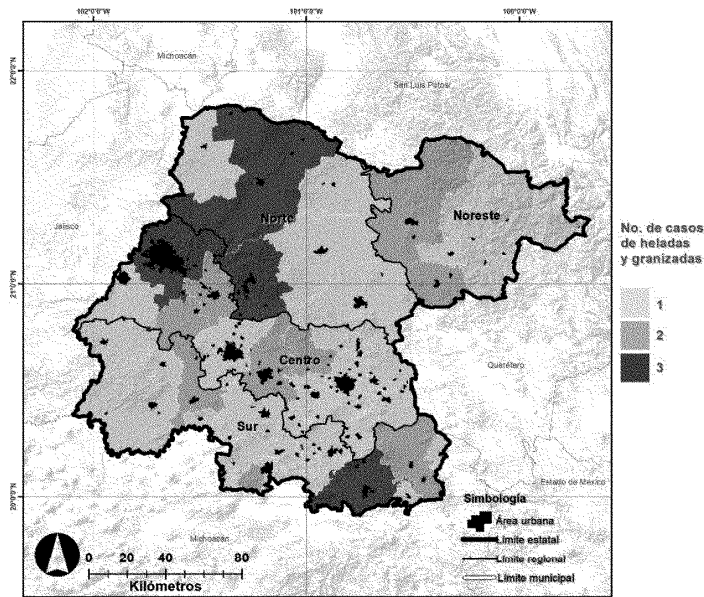 102°0'0"W
101°0'0"W
100°0'0"W
22°0'0"N
21°0'0"N
20°0'0"N
Michoacán
San Luis Potosí
Jalisco
Norte
Noreste
Centro
Sur
Querétaro
Estado de México
Michoacán
No. de casos
de heladas
y granizadas
1
2
3
Simbología
Área urbana
Límite estatal
Límite regional
Límite municipal
0 20 40 80
Kilómetros